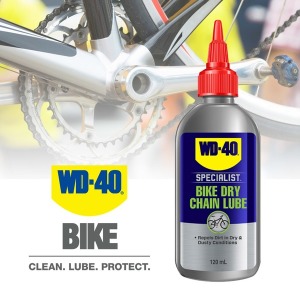 WD-40
BIKE
CLEAN. LUBE. PROTECT.
WD-40
SPECIALIST
BIKE DRY
CHAIN LUBE
• Repels Dirt in Dry &
Dusty Conditions
120 mL